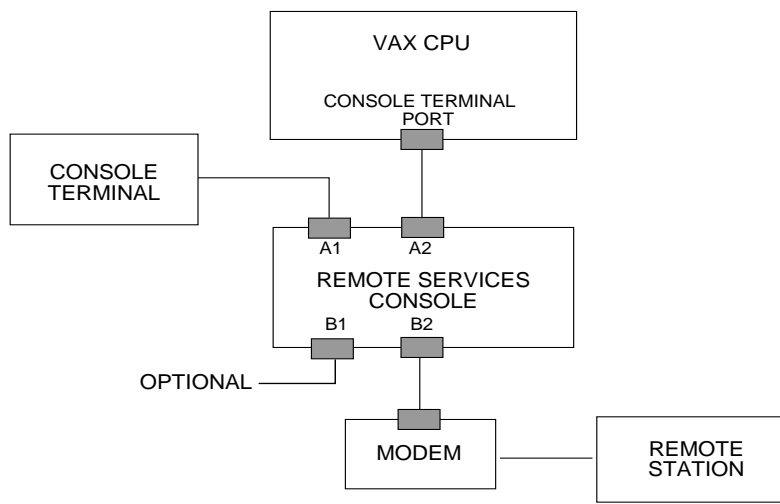 VAX CPU
CONSOLE TERMINAL
PORT
CONSOLE
TERMINAL
A1
A2
REMOTE SERVICES
CONSOLE
B1
B2
OPTIONAL
MODEM
REMOTE
STATION